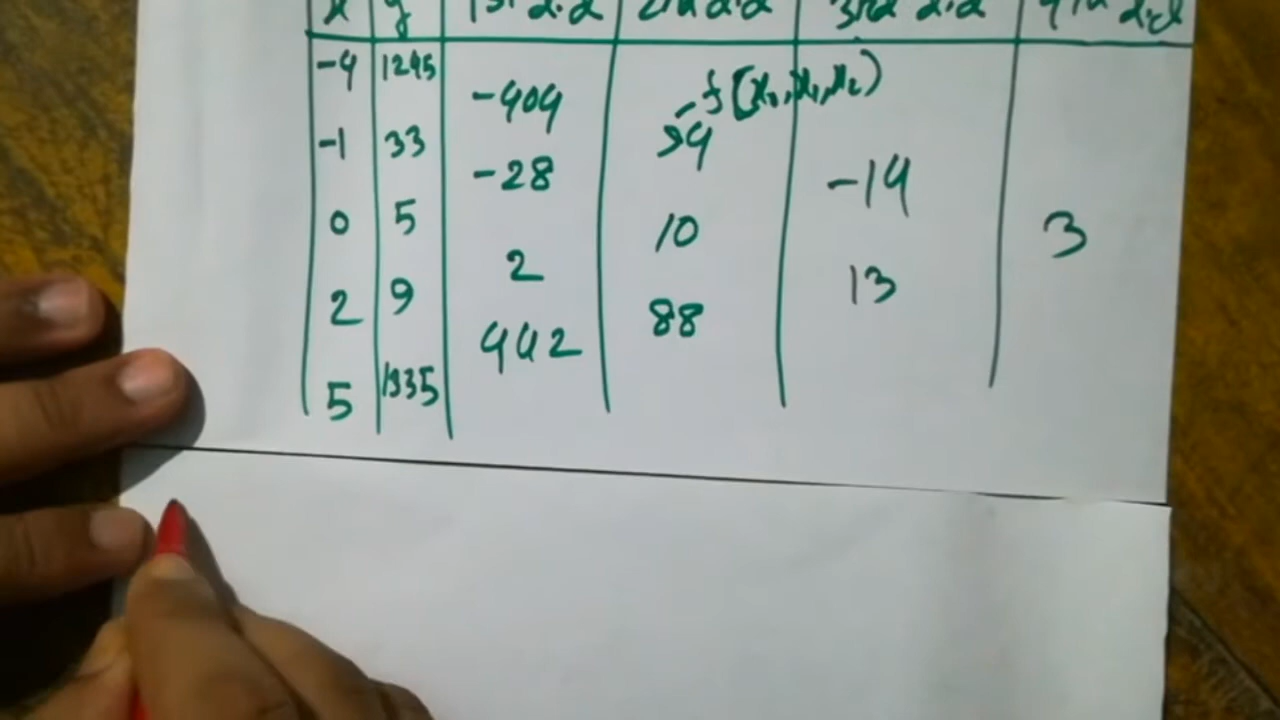 x y 1st d.d 2nd d.d 3rd d.d 4th d.d
-4 1245
-404 f(x₀,x₁,x₂)
-1 33 94
-28 -14
0 5 10 3
2 13
2 9 88
442
5 1335